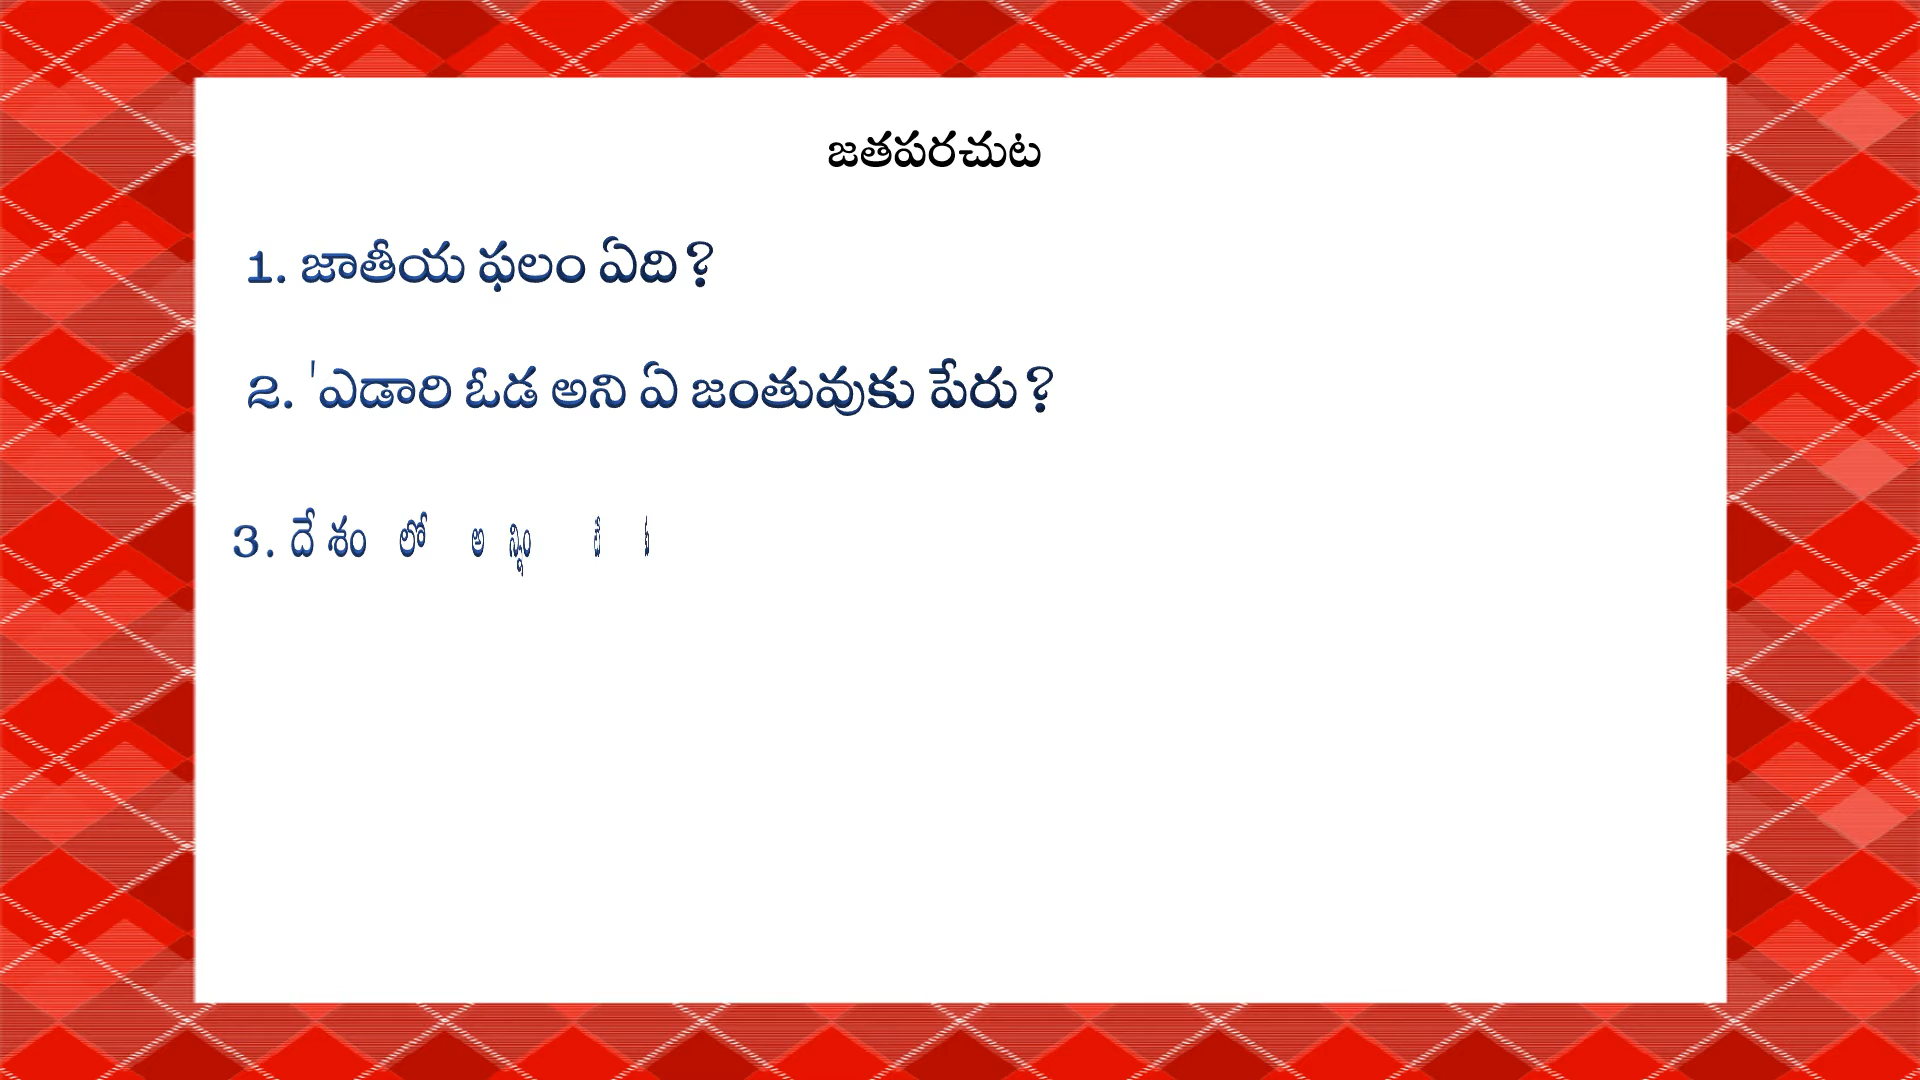 జతపరచుట
1. జాతీయ ఫలం ఏది?
2. 'ఎడారి ఓడ అని ఏ జంతువుకు పేరు?
3. దేశం లో